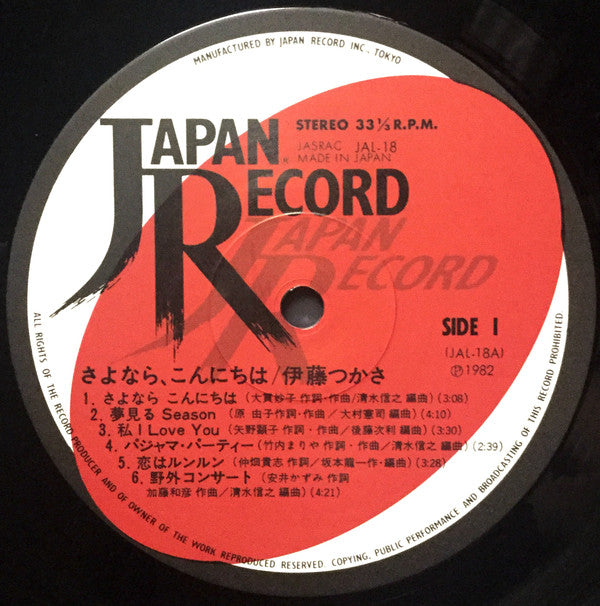 MANUFACTURED BY JAPAN RECORD INC., TOKYO
JAPAN
RECORD
STEREO 33⅓ R.P.M.
JASRAC JAL-18
® MADE IN JAPAN
JAPAN
RECORD
SIDE I
(JAL-18A)
℗1982
さよなら、こんにちは/伊藤つかさ
1. さよなら こんにちは (大貫妙子 作詞・作曲/清水信之 編曲) (3:08)
2. 夢見る Season (原 由子作詞・作曲/大村憲司 編曲) (4:10)
3. 私 I Love You (矢野顕子 作詞・作曲/後藤次利 編曲) (3:30)
4. パジャマ・パーティー (竹内まりや 作詞・作曲/清水信之 編曲) (2:39)
5. 恋はルンルン (仲畑貴志 作詞/坂本龍一作・編曲) (3:28)
6. 野外コンサート (安井かずみ 作詞
加藤和彦 作曲/清水信之 編曲) (4:21)
ALL RIGHTS OF THE RECORD PRODUCER AND OF OWNER OF THE WORK REPRODUCED RESERVED. COPYING, PUBLIC PERFORMANCE AND BROADCASTING OF THIS RECORD PROHIBITED